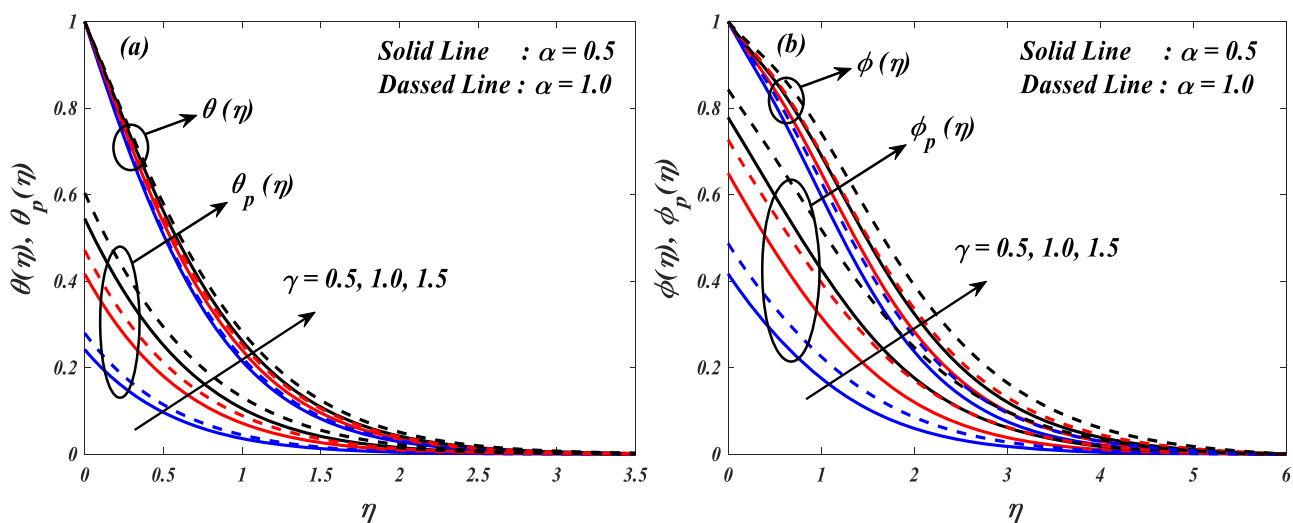 (a)
Solid Line : α = 0.5
Dassed Line : α = 1.0
θ (η)
θp (η)
γ = 0.5, 1.0, 1.5
θ(η), θp(η)
1
0.8
0.6
0.4
0.2
0
0 0.5 1 1.5 2 2.5 3 3.5
η
(b)
Solid Line : α = 0.5
Dassed Line : α = 1.0
ϕ (η)
ϕp (η)
γ = 0.5, 1.0, 1.5
ϕ(η), ϕp(η)
1
0.8
0.6
0.4
0.2
0
0 1 2 3 4 5 6
η